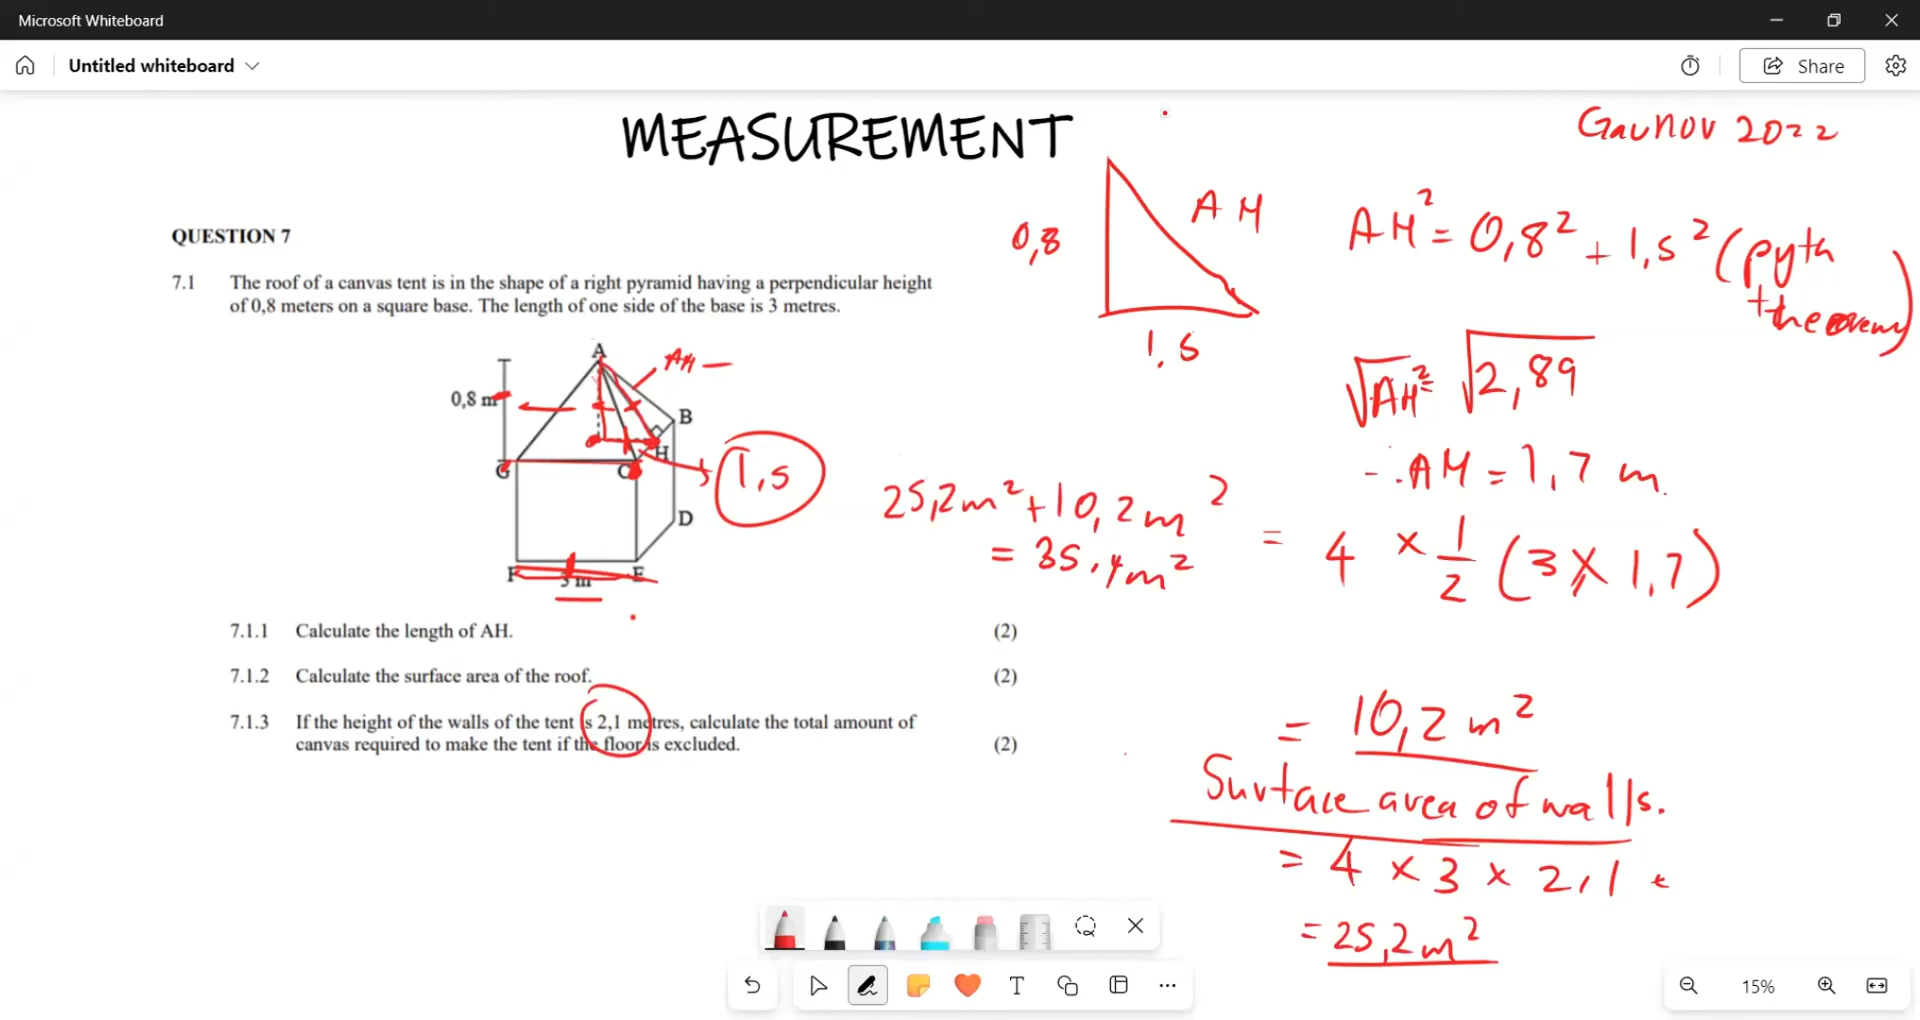 Microsoft Whiteboard
Untitled whiteboard
Share
MEASUREMENT
Gau Nov 2022
QUESTION 7
7.1 The roof of a canvas tent is in the shape of a right pyramid having a perpendicular height
of 0,8 meters on a square base. The length of one side of the base is 3 metres.
A
AH
0,8 m
B
H
G
C
1,5
D
F
E
3 m
7.1.1 Calculate the length of AH. (2)
7.1.2 Calculate the surface area of the roof. (2)
7.1.3 If the height of the walls of the tent is 2,1 metres, calculate the total amount of
canvas required to make the tent if the floor is excluded. (2)
0,8
AH
1,5
AH² = 0,8² + 1,5² (pyth
√AH² = √2,89
∴ AH = 1,7 m
25,2m² + 10,2m²
= 35,4m²
= 4 × 1/2 (3 × 1,7)
= 10,2 m²
Surface area of walls.
= 4 × 3 × 2,1
= 25,2m²
T
15%